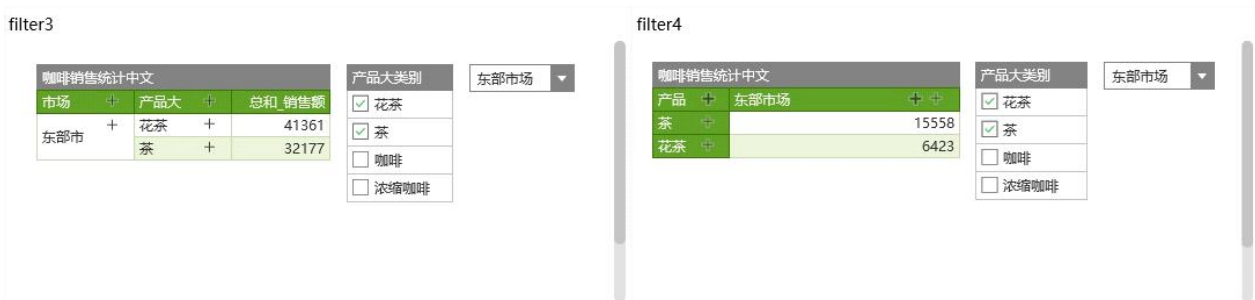 filter3
咖啡销售统计中文
市场 产品大 总和_销售额
东部市 花茶 41361
茶 32177
产品大类别
花茶
茶
咖啡
浓缩咖啡
东部市场
filter4
咖啡销售统计中文
产品 东部市场
茶 15558
花茶 6423
产品大类别
花茶
茶
咖啡
浓缩咖啡
东部市场